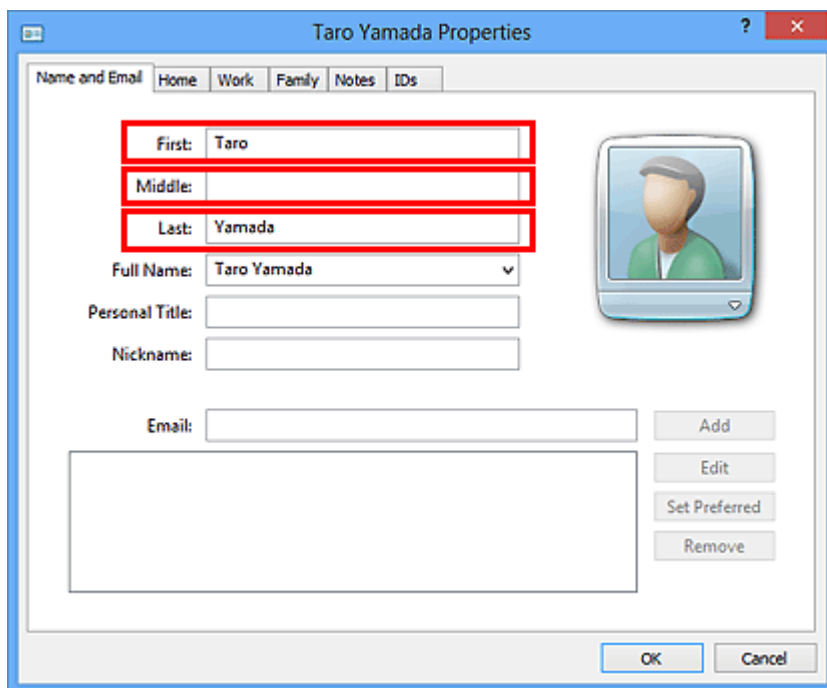 Taro Yamada Properties
?
Name and Email Home Work Family Notes IDs
First: Taro
Middle:
Last: Yamada
Full Name: Taro Yamada
Personal Title:
Nickname:
Email:
Add
Edit
Set Preferred
Remove
OK Cancel